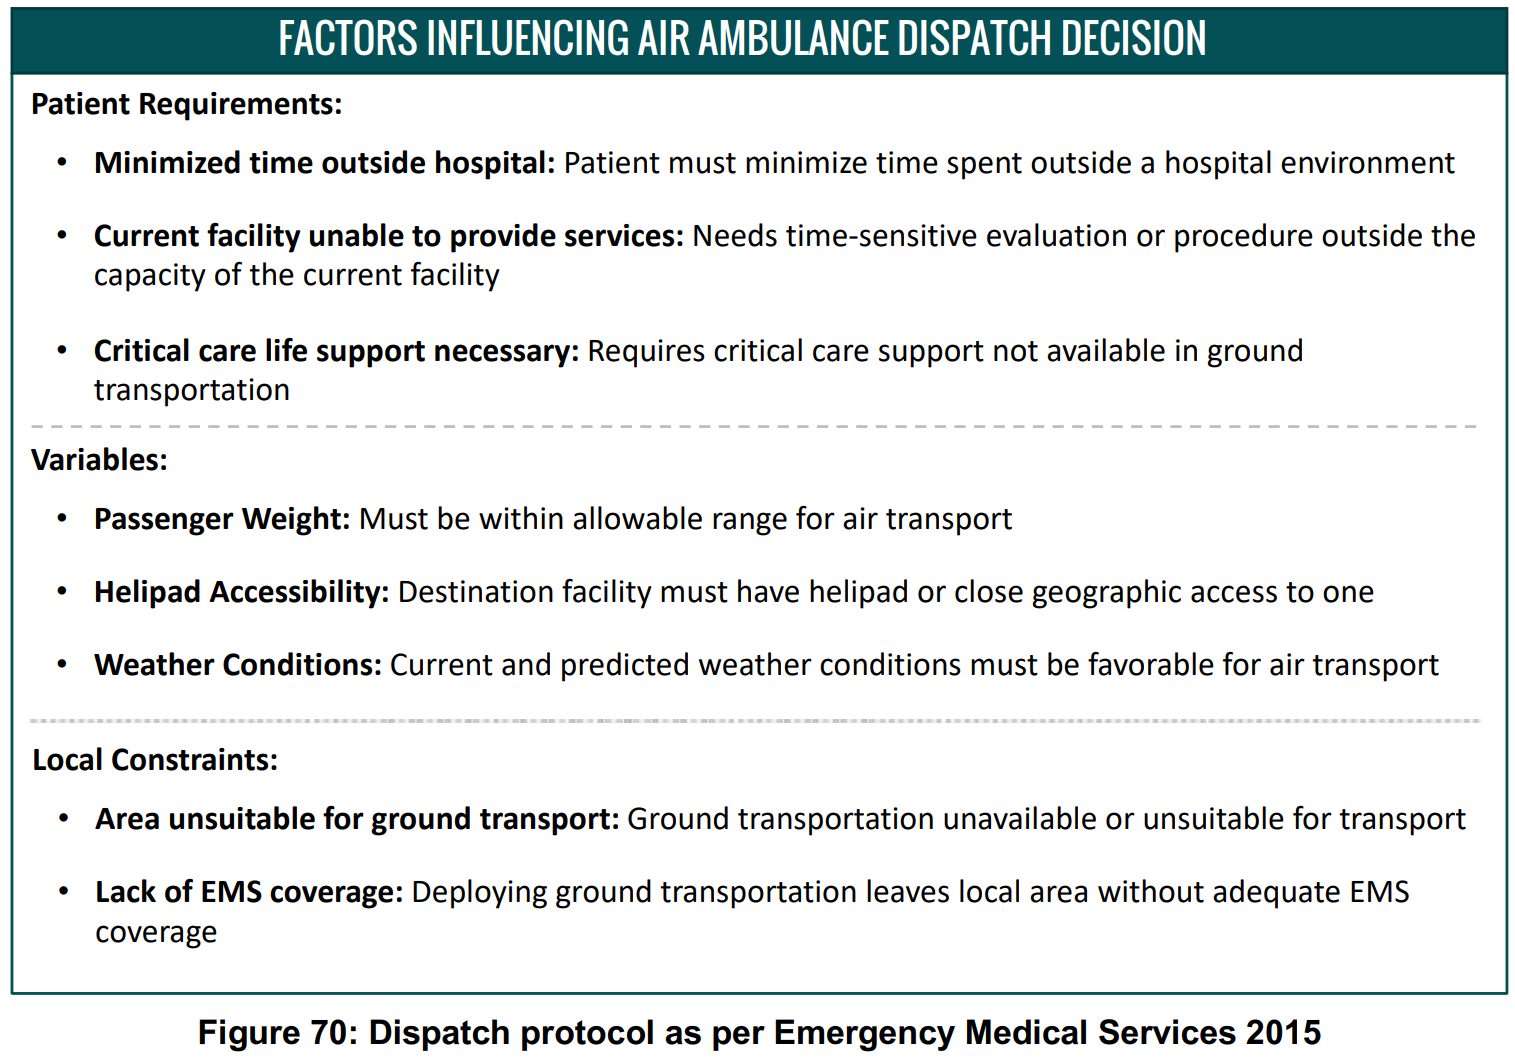 FACTORS INFLUENCING AIR AMBULANCE DISPATCH DECISION
Patient Requirements:
• Minimized time outside hospital: Patient must minimize time spent outside a hospital environment
• Current facility unable to provide services: Needs time-sensitive evaluation or procedure outside the
capacity of the current facility
• Critical care life support necessary: Requires critical care support not available in ground
transportation
Variables:
• Passenger Weight: Must be within allowable range for air transport
• Helipad Accessibility: Destination facility must have helipad or close geographic access to one
• Weather Conditions: Current and predicted weather conditions must be favorable for air transport
Local Constraints:
• Area unsuitable for ground transport: Ground transportation unavailable or unsuitable for transport
• Lack of EMS coverage: Deploying ground transportation leaves local area without adequate EMS
coverage
Figure 70: Dispatch protocol as per Emergency Medical Services 2015